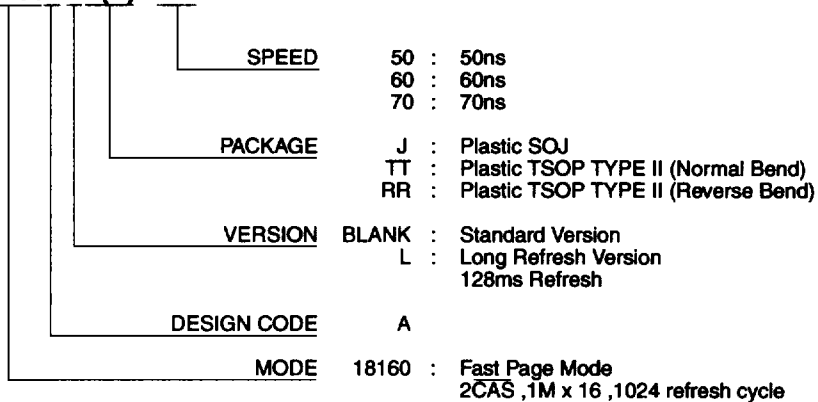 SPEED 50 : 50ns
60 : 60ns
70 : 70ns
PACKAGE J : Plastic SOJ
TT : Plastic TSOP TYPE II (Normal Bend)
RR : Plastic TSOP TYPE II (Reverse Bend)
VERSION BLANK : Standard Version
L : Long Refresh Version
128ms Refresh
DESIGN CODE A
MODE 18160 : Fast Page Mode
2CAS ,1M x 16 ,1024 refresh cycle